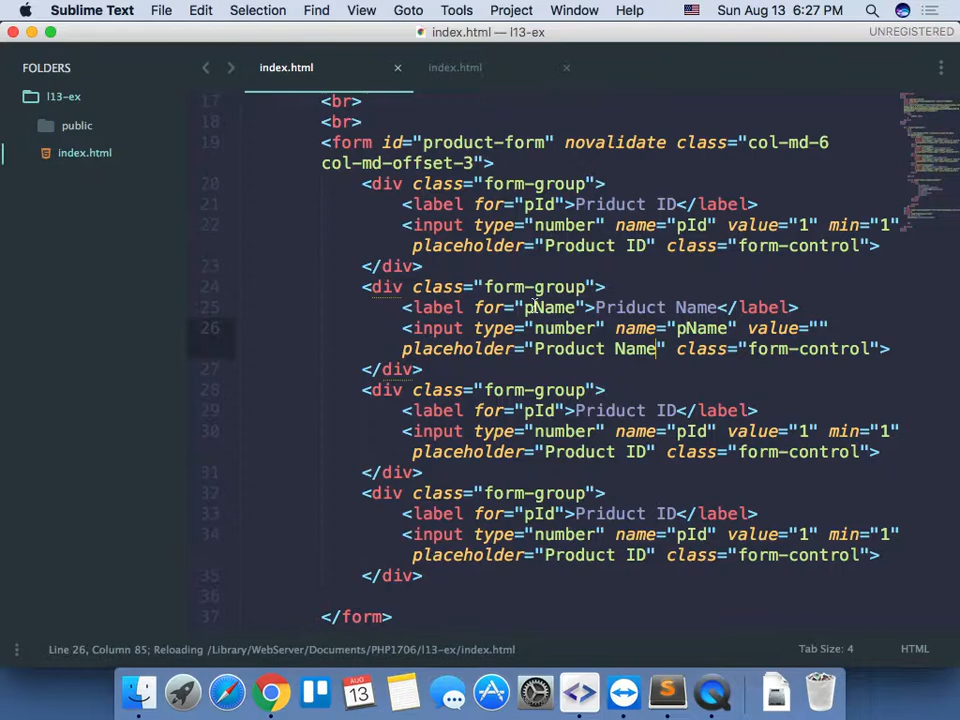 Sublime Text File Edit Selection Find View Goto Tools Project Window Help Sun Aug 13 6:27 PM
index.html — l13-ex UNREGISTERED
FOLDERS
l13-ex
public
index.html
index.html × index.html ×
17 <br>
18 <br>
19 <form id="product-form" novalidate class="col-md-6
col-md-offset-3">
20 <div class="form-group">
21 <label for="pId">Priduct ID</label>
22 <input type="number" name="pId" value="1" min="1"
placeholder="Product ID" class="form-control">
23 </div>
24 <div class="form-group">
25 <label for="pName">Priduct Name</label>
26 <input type="number" name="pName" value=""
placeholder="Product Name" class="form-control">
27 </div>
28 <div class="form-group">
29 <label for="pId">Priduct ID</label>
30 <input type="number" name="pId" value="1" min="1"
placeholder="Product ID" class="form-control">
31 </div>
32 <div class="form-group">
33 <label for="pId">Priduct ID</label>
34 <input type="number" name="pId" value="1" min="1"
placeholder="Product ID" class="form-control">
35 </div>
36
37 </form>
Line 26, Column 85; Reloading /Library/WebServer/Documents/PHP1706/l13-ex/index.html Tab Size: 4 HTML
AUG
13